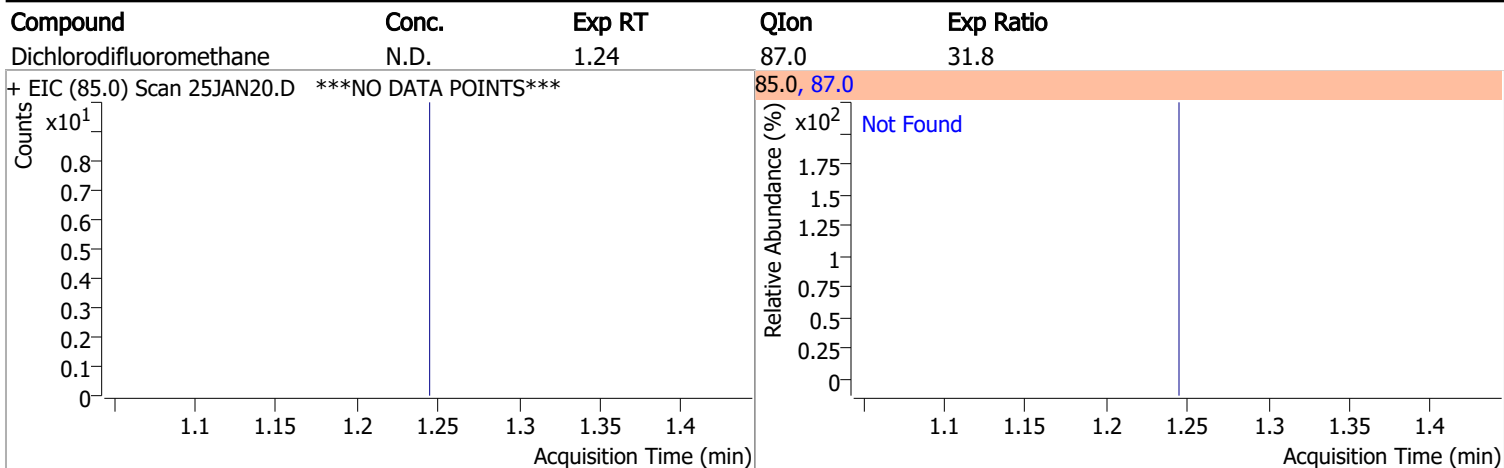 Compound Conc. Exp RT QIon Exp Ratio
Dichlorodifluoromethane N.D. 1.24 87.0 31.8
+ EIC (85.0) Scan 25JAN20.D ***NO DATA POINTS***
Counts
x10¹
0.8
0.7
0.6
0.5
0.4
0.3
0.2
0.1
0
1.1 1.15 1.2 1.25 1.3 1.35 1.4
Acquisition Time (min)
85.0, 87.0
Relative Abundance (%)
x10²
Not Found
1.75
1.5
1.25
1
0.75
0.5
0.25
0
1.1 1.15 1.2 1.25 1.3 1.35 1.4
Acquisition Time (min)